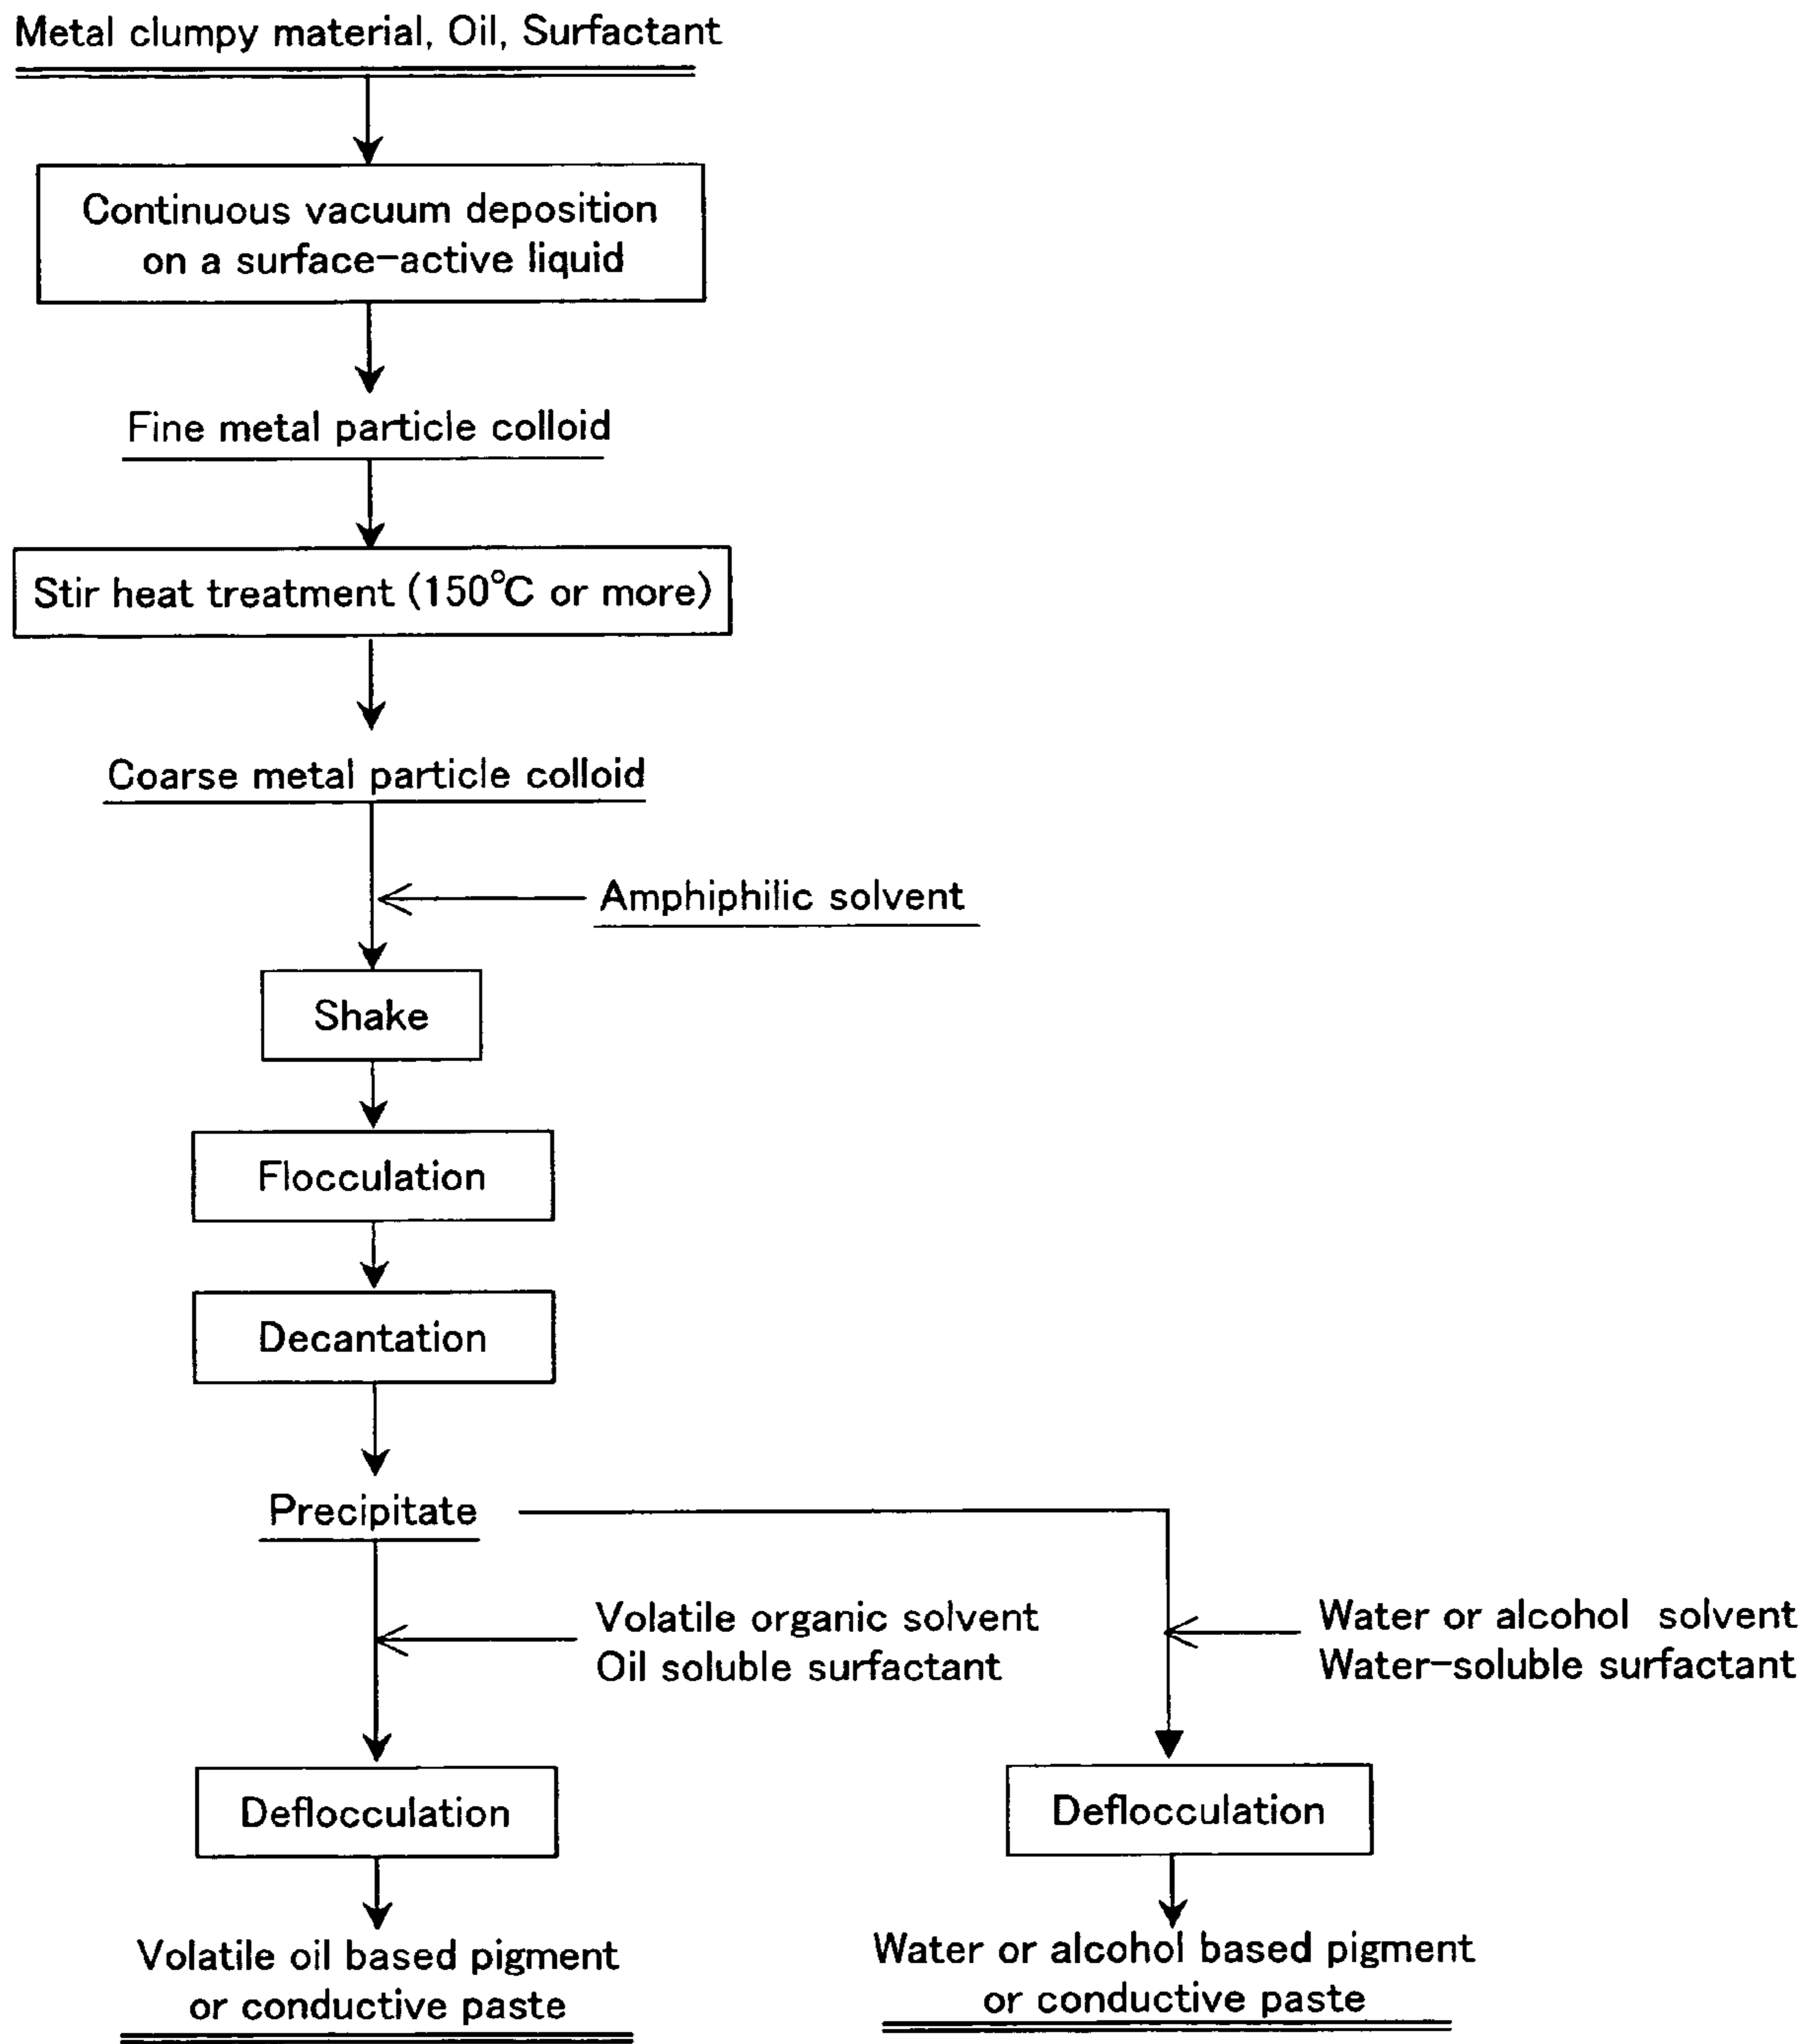 Metal clumpy material, Oil, Surfactant
Continuous vacuum deposition
on a surface-active liquid
Fine metal particle colloid
Stir heat treatment (150℃ or more)
Coarse metal particle colloid
Amphiphilic solvent
Shake
Flocculation
Decantation
Precipitate
Volatile organic solvent
Oil soluble surfactant
Water or alcohol solvent
Water-soluble surfactant
Deflocculation
Deflocculation
Volatile oil based pigment
or conductive paste
Water or alcohol based pigment
or conductive paste